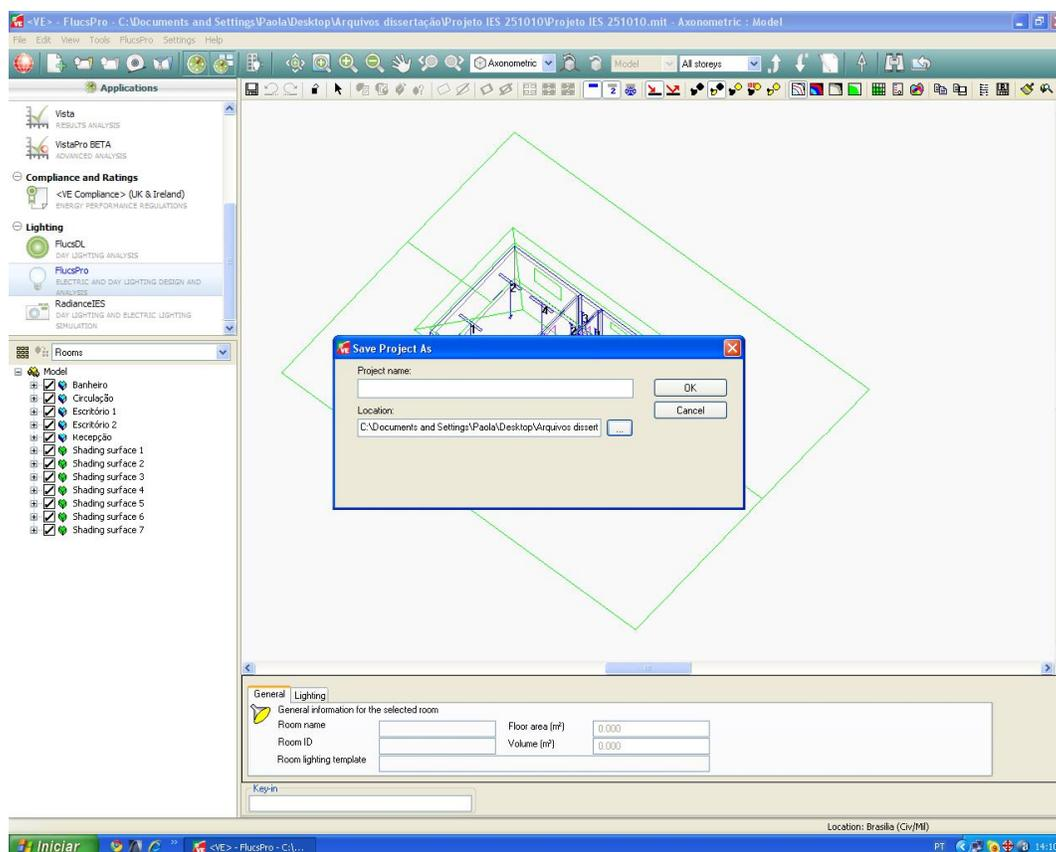 <VE> - FlucsPro - C:\Documents and Settings\Paola\Desktop\Arquivos dissertação\Projeto IES 251010\Projeto IES 251010.mit - Axonometric : Model
File Edit View Tools FlucsPro Settings Help
Axonometric
Model
All storeys
Applications
Vista
RESULTS ANALYSIS
VistaPro BETA
ADVANCED ANALYSIS
Compliance and Ratings
<VE Compliance> (UK & Ireland)
ENERGY PERFORMANCE REGULATIONS
Lighting
FlucsDL
DAY LIGHTING ANALYSIS
FlucsPro
ELECTRIC AND DAY LIGHTING DESIGN AND
ANALYSIS
RadianceIES
DAY LIGHTING AND ELECTRIC LIGHTING
SIMULATION
Rooms
Model
Banheiro
Circulação
Escritório 1
Escritório 2
Recepção
Shading surface 1
Shading surface 2
Shading surface 3
Shading surface 4
Shading surface 5
Shading surface 6
Shading surface 7
2
4
3
1
Save Project As
Project name:
OK
Location:
Cancel
C:\Documents and Settings\Paola\Desktop\Arquivos dissert
...
General Lighting
General information for the selected room
Room name
Floor area (m²) 0.000
Room ID
Volume (m³) 0.000
Room lighting template
Key-in
Location: Brasilia (Civ/Mil)
Iniciar
<VE> - FlucsPro - C:\...
PT
14:10